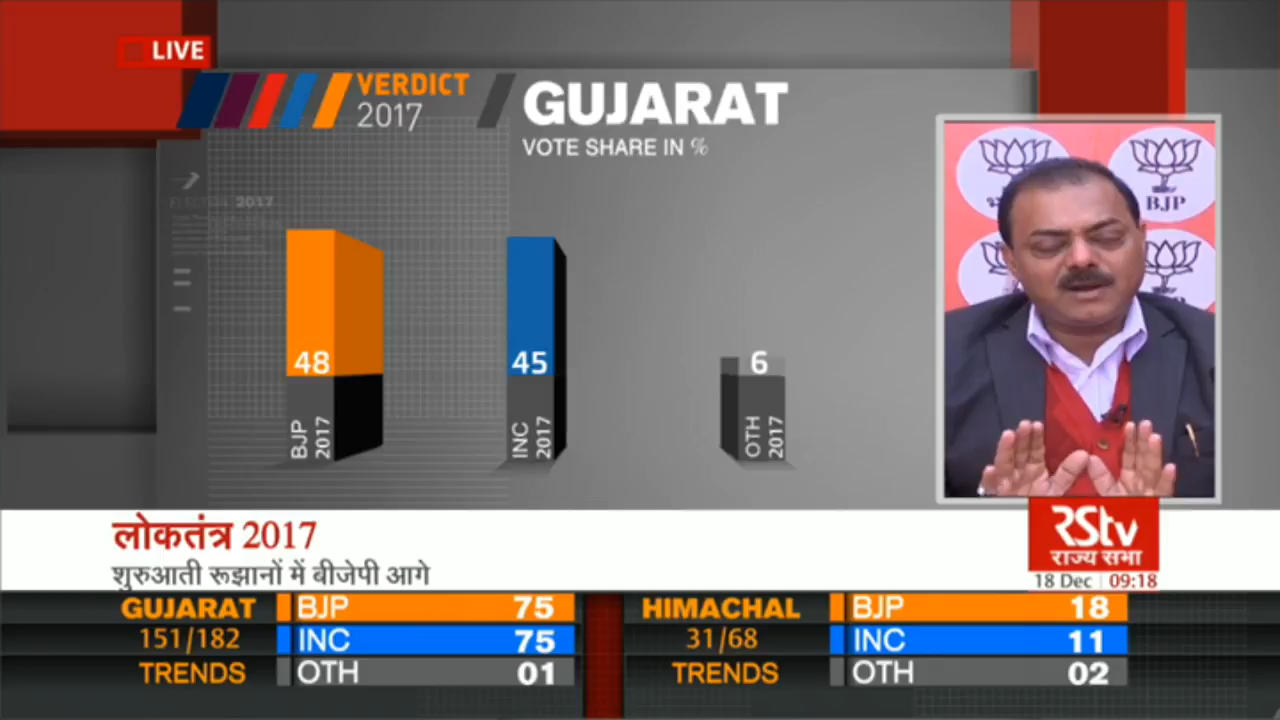 LIVE
VERDICT
2017
GUJARAT
VOTE SHARE IN %
2017
BJP
48
45
6
BJP
2017
INC
2017
OTH
2017
लोकतंत्र 2017
शुरुआती रूझानों में बीजेपी आगे
RStv
राज्य सभा
18 Dec 09:18
GUJARAT BJP 75
151/182 INC 75
TRENDS OTH 01
HIMACHAL BJP 18
31/68 INC 11
TRENDS OTH 02